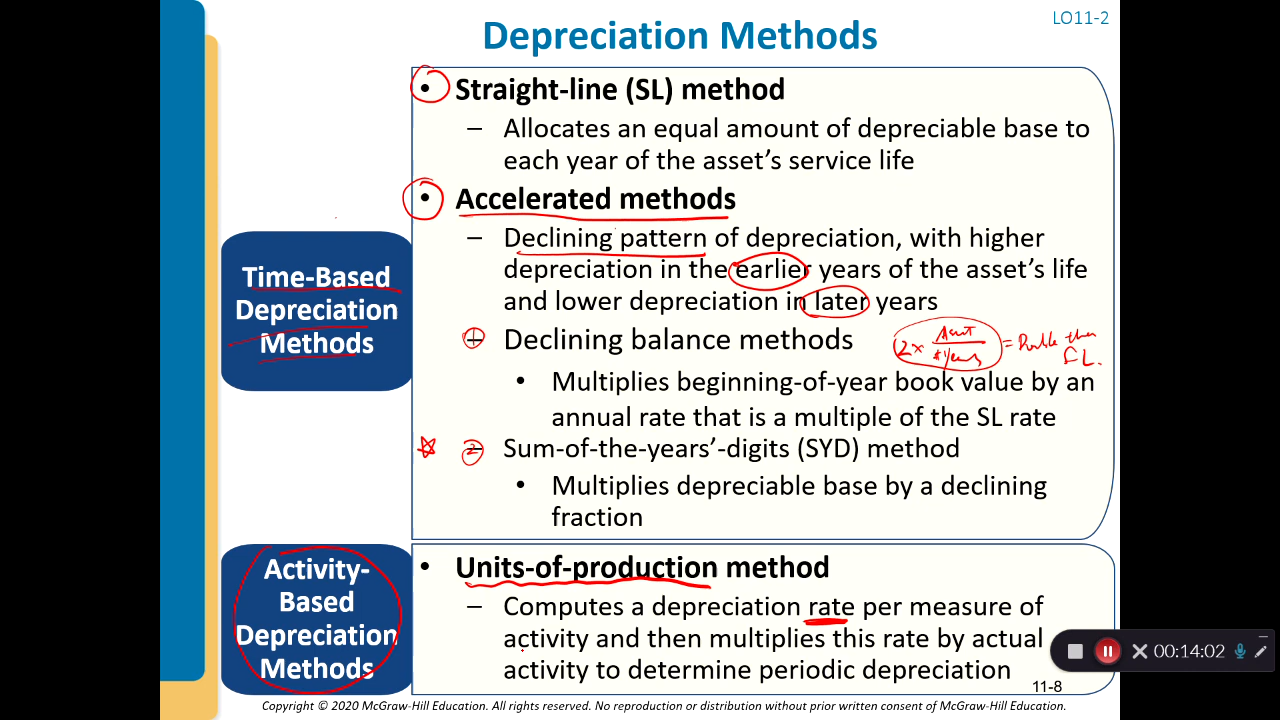 LO11-2
Depreciation Methods
• Straight-line (SL) method
– Allocates an equal amount of depreciable base to
each year of the asset's service life
• Accelerated methods
– Declining pattern of depreciation, with higher
depreciation in the earlier years of the asset's life
and lower depreciation in later years
Time-Based
Depreciation
Methods
1 – Declining balance methods
2 ×
# Years
= Double than
SL.
• Multiplies beginning-of-year book value by an
annual rate that is a multiple of the SL rate
2 – Sum-of-the-years'-digits (SYD) method
• Multiplies depreciable base by a declining
fraction
Activity-
Based
Depreciation
Methods
• Units-of-production method
– Computes a depreciation rate per measure of
activity and then multiplies this rate by actual
activity to determine periodic depreciation
00:14:02
11-8
Copyright © 2020 McGraw-Hill Education. All rights reserved. No reproduction or distribution without prior written consent of McGraw-Hill Education.